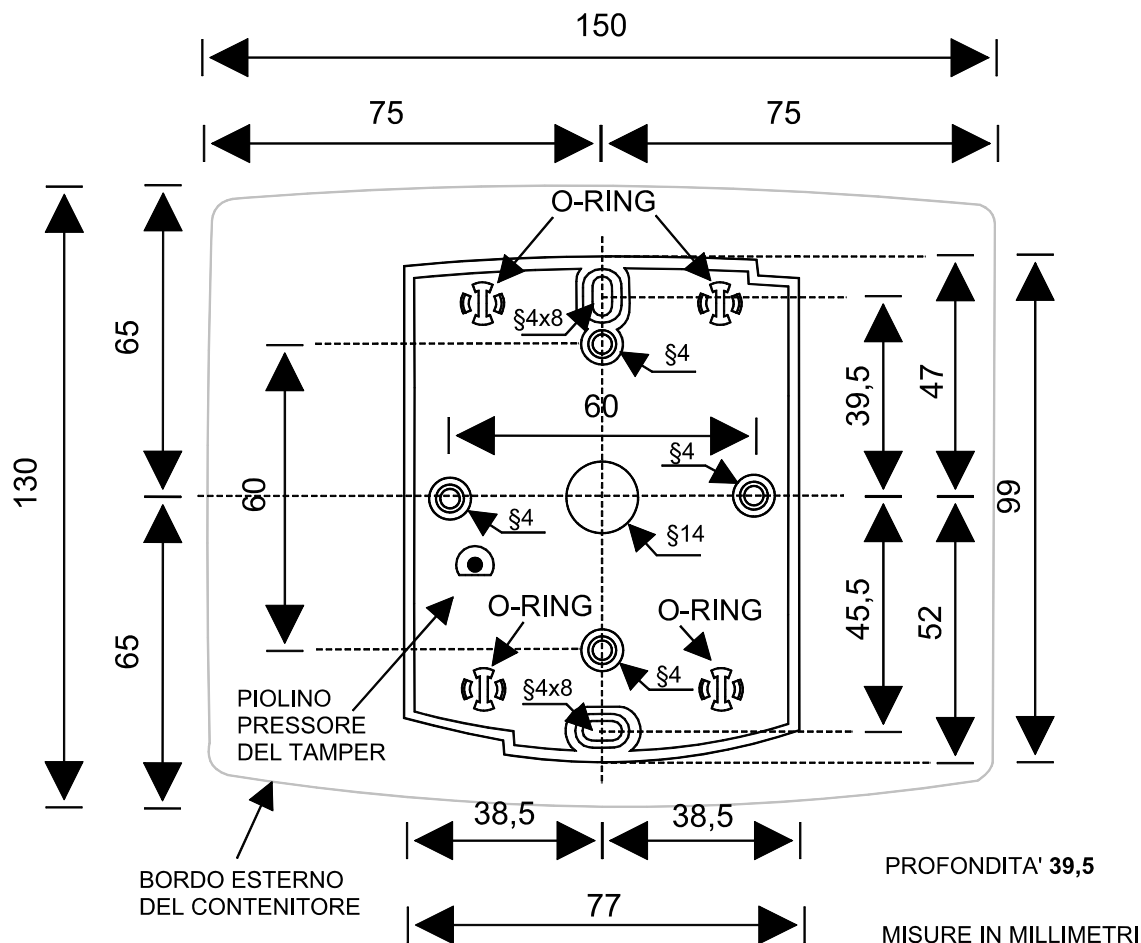 150
75
75
O-RING
§4x8
§4
65
60
130
60
§4
§4
§14
39,5
47
99
65
O-RING
O-RING
45,5
52
§4x8
§4
PIOLINO
PRESSORE
DEL TAMPER
38,5
38,5
BORDO ESTERNO
DEL CONTENITORE
77
PROFONDITA' 39,5
MISURE IN MILLIMETRI